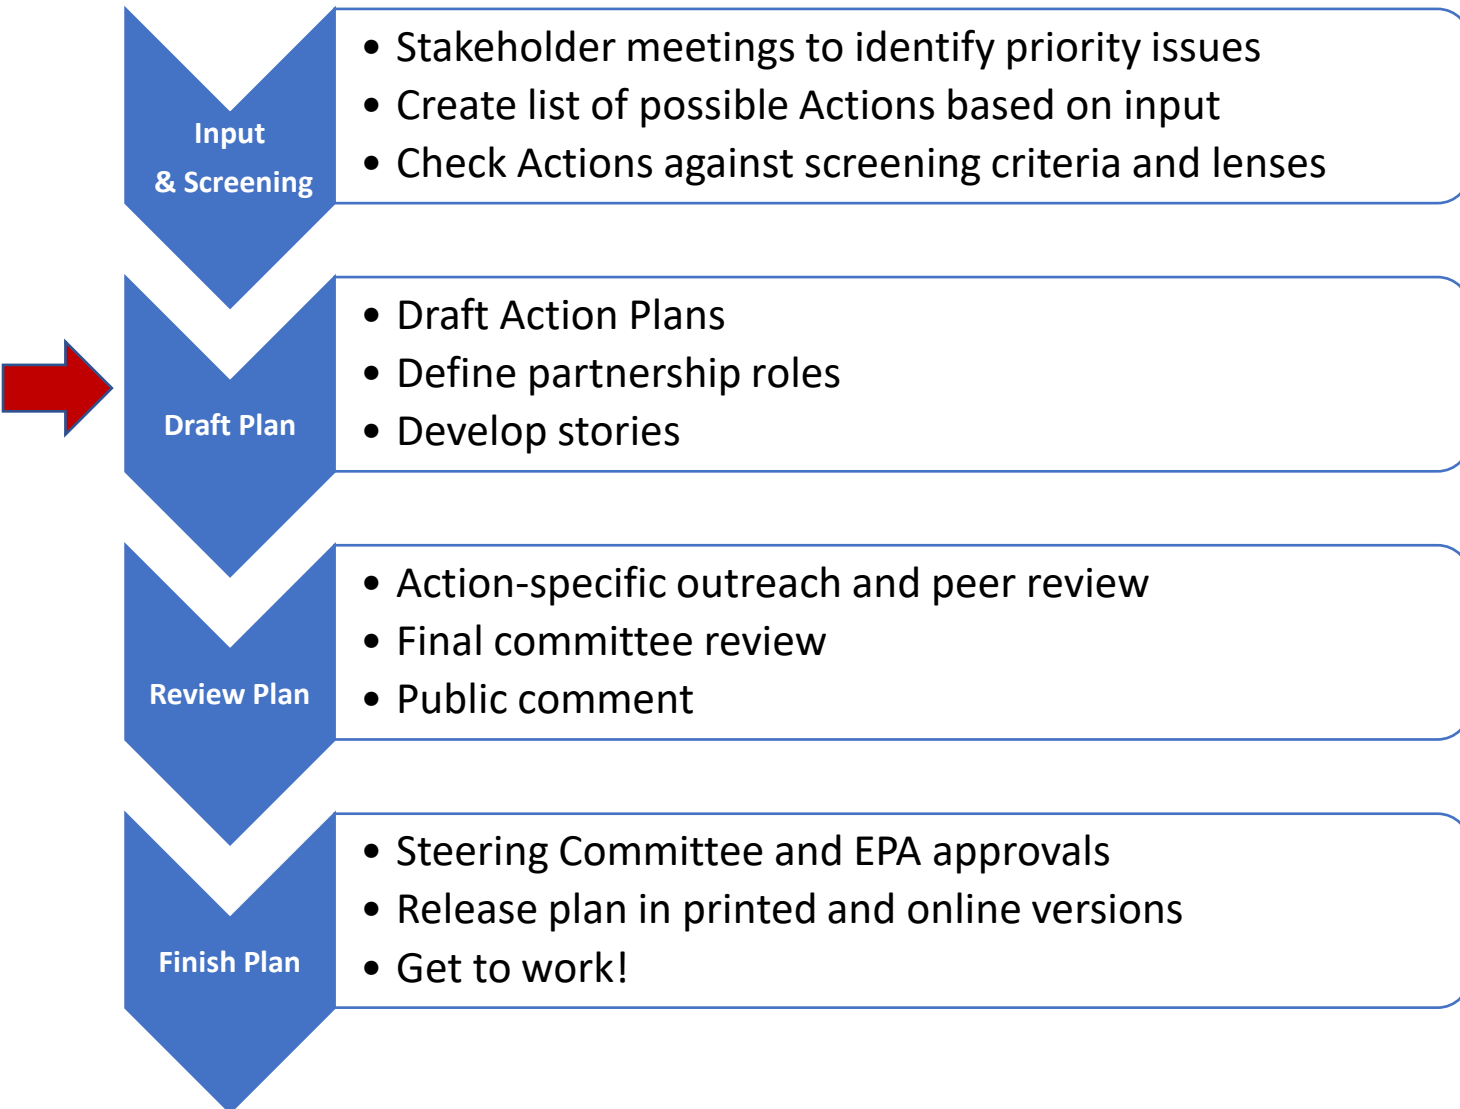 Input
& Screening
• Stakeholder meetings to identify priority issues
• Create list of possible Actions based on input
• Check Actions against screening criteria and lenses
Draft Plan
• Draft Action Plans
• Define partnership roles
• Develop stories
Review Plan
• Action-specific outreach and peer review
• Final committee review
• Public comment
Finish Plan
• Steering Committee and EPA approvals
• Release plan in printed and online versions
• Get to work!